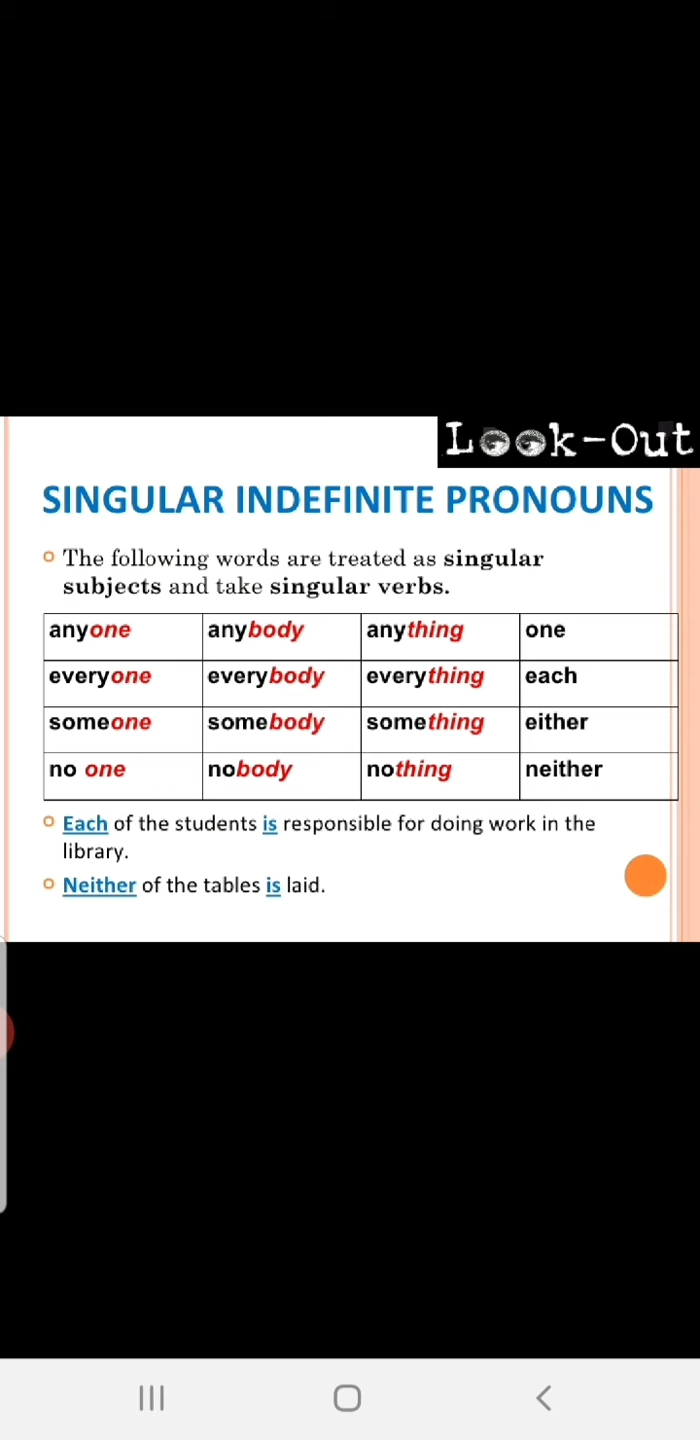 Look-Out
SINGULAR INDEFINITE PRONOUNS
The following words are treated as singular
subjects and take singular verbs.
anyone anybody anything one
everyone everybody everything each
someone somebody something either
no one nobody nothing neither
Each of the students is responsible for doing work in the
library.
Neither of the tables is laid.